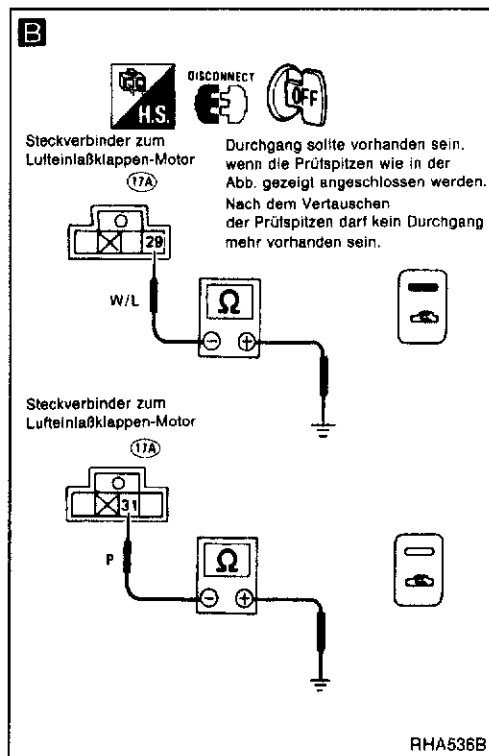 B
DISCONNECT
H.S.
OFF
Steckverbinder zum
Lufteinlaßklappen-Motor
Durchgang sollte vorhanden sein,
wenn die Prüfspitzen wie in der
Abb. gezeigt angeschlossen werden.
Nach dem Vertauschen
der Prüfspitzen darf kein Durchgang
mehr vorhanden sein.
17A
29
W/L
Ω
− +
Steckverbinder zum
Lufteinlaßklappen-Motor
17A
31
P
Ω
− +
RHA536B